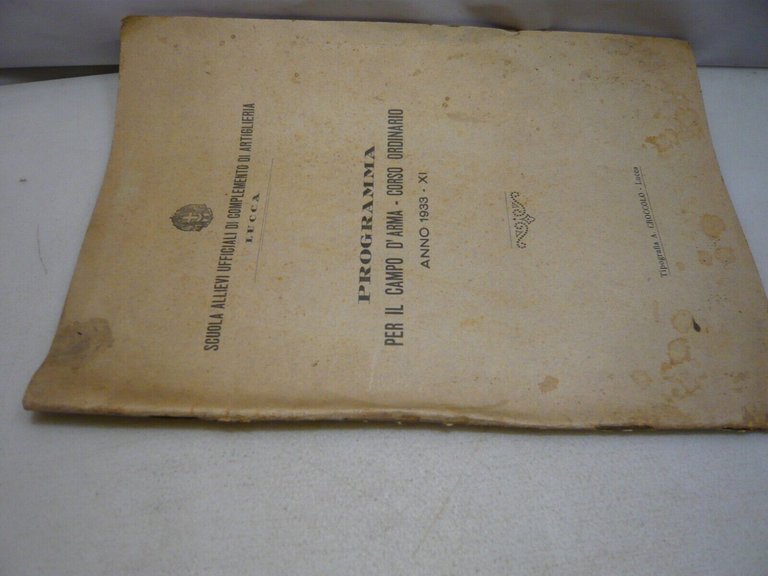 SCUOLA ALLIEVI UFFICIALI DI COMPLEMENTO DI ARTIGLIERIA
LUCCA
PROGRAMMA
PER IL CAMPO D'ARMA - CORSO ORDINARIO
ANNO 1933 - XI
Tipografia A. CROCCOLO - Lucca